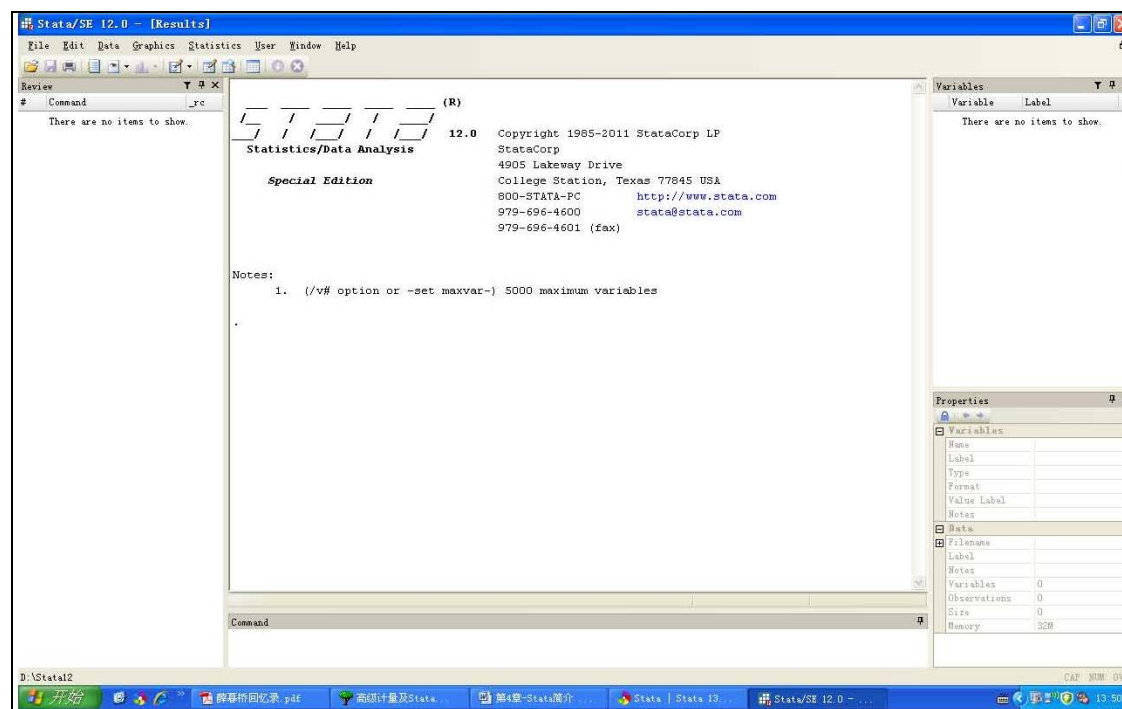 Stata/SE 12.0 - [Results]
File Edit Data Graphics Statistics User Window Help
Review
# Command _rc
There are no items to show.
(R)
stata
12.0 Copyright 1985-2011 StataCorp LP
Statistics/Data Analysis StataCorp
4905 Lakeway Drive
Special Edition College Station, Texas 77845 USA
800-STATA-PC http://www.stata.com
979-696-4600 stata@stata.com
979-696-4601 (fax)
Notes:
1. (/v# option or -set maxvar-) 5000 maximum variables
.
Variables
Variable Label
There are no items to show.
Properties
Variables
Name
Label
Type
Format
Value Label
Notes
Data
Filename
Label
Notes
Variables 0
Observations 0
Size 0
Memory 32M
Command
D:\Stata12
CAP NUM
开始 薛暮桥回忆录.pdf 高级计量及Stata... 第4章-Stata简介 ... Stata | Stata 13... Stata/SE 12.0 - ... 13:50